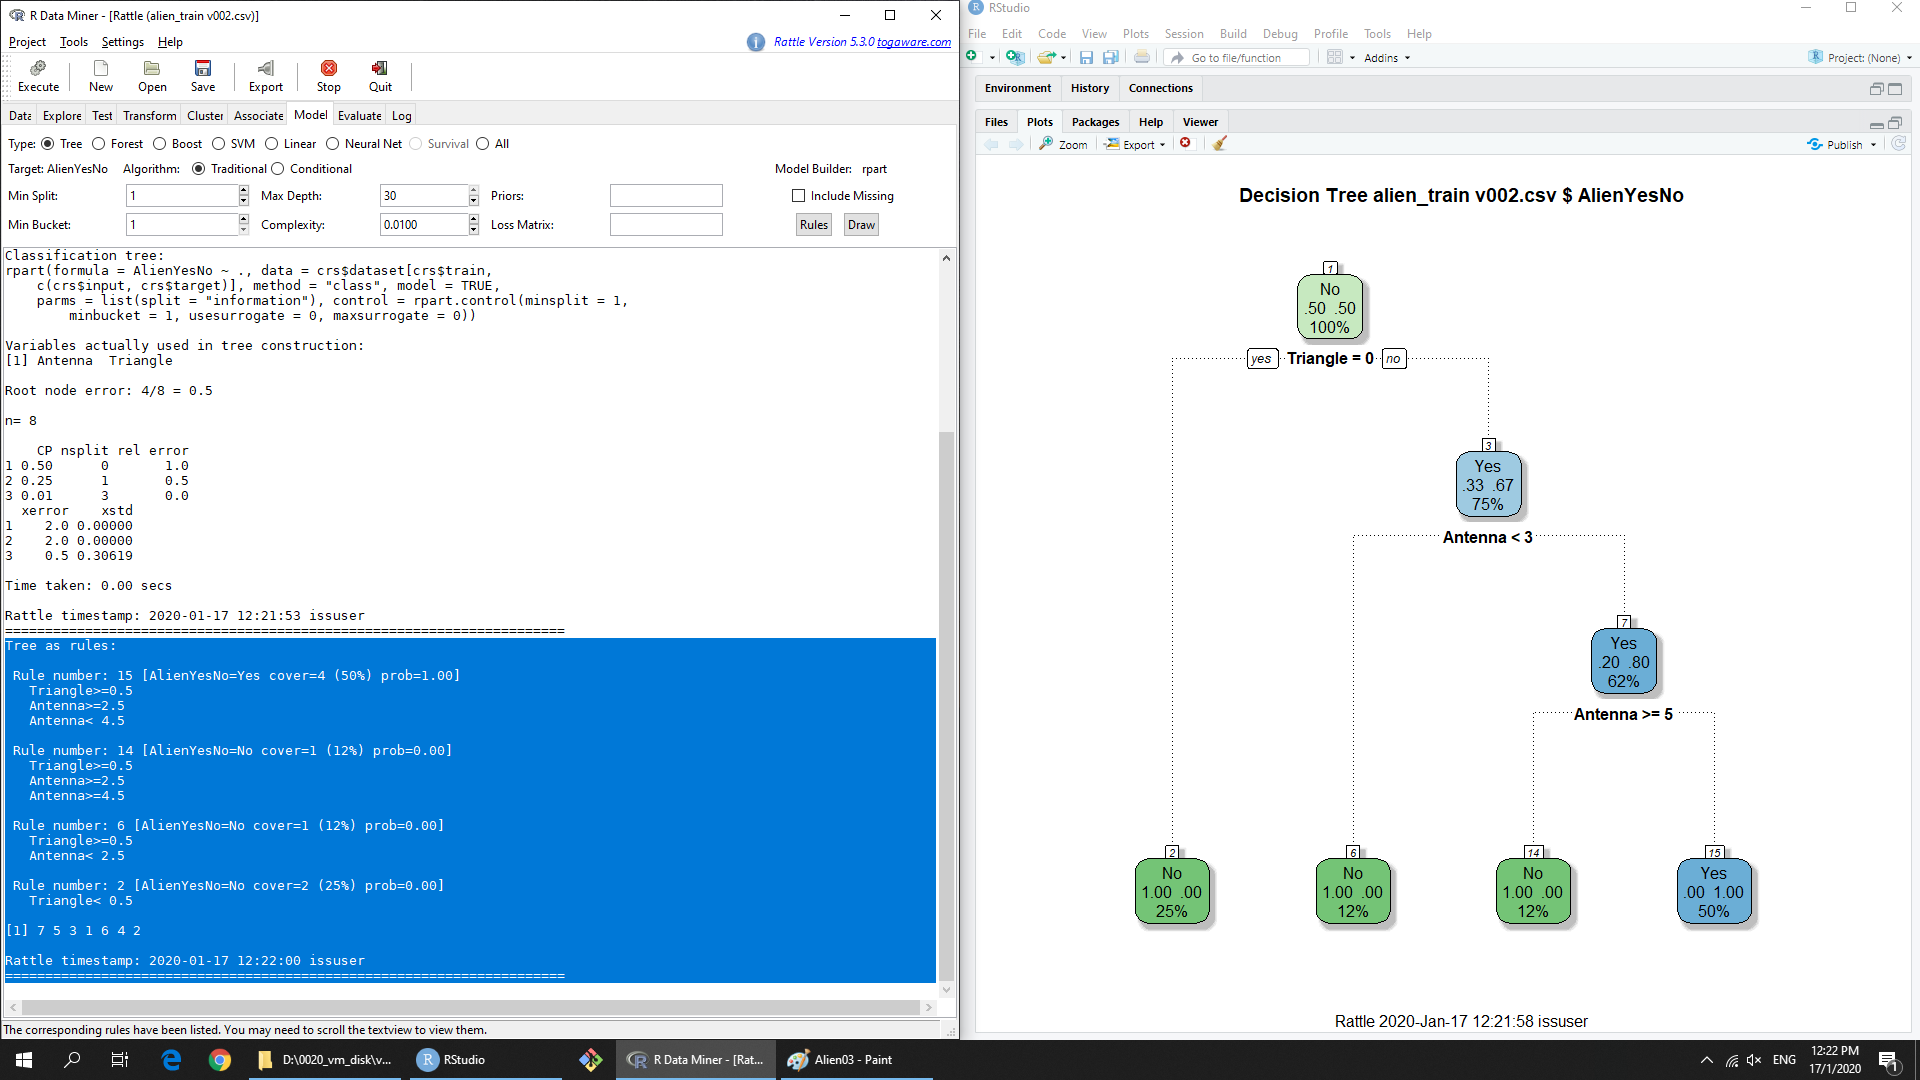 R Data Miner - [Rattle (alien_train v002.csv)]
Project Tools Settings Help
Rattle Version 5.3.0 togaware.com
Execute New Open Save Export Stop Quit
Data Explore Test Transform Cluster Associate Model Evaluate Log
Type: Tree Forest Boost SVM Linear Neural Net Survival All
Target: AlienYesNo Algorithm: Traditional Conditional Model Builder: rpart
Min Split: 1 Max Depth: 30 Priors: Include Missing
Min Bucket: 1 Complexity: 0.0100 Loss Matrix: Rules Draw
Classification tree:
rpart(formula = AlienYesNo ~ ., data = crs$dataset[crs$train,
c(crs$input, crs$target)], method = "class", model = TRUE,
parms = list(split = "information"), control = rpart.control(minsplit = 1,
minbucket = 1, usesurrogate = 0, maxsurrogate = 0))
Variables actually used in tree construction:
[1] Antenna Triangle
Root node error: 4/8 = 0.5
n= 8
CP nsplit rel error
1 0.50 0 1.0
2 0.25 1 0.5
3 0.01 3 0.0
xerror xstd
1 2.0 0.00000
2 2.0 0.00000
3 0.5 0.30619
Time taken: 0.00 secs
Rattle timestamp: 2020-01-17 12:21:53 issuser
======================================================================
Tree as rules:
Rule number: 15 [AlienYesNo=Yes cover=4 (50%) prob=1.00]
Triangle>=0.5
Antenna>=2.5
Antenna< 4.5
Rule number: 14 [AlienYesNo=No cover=1 (12%) prob=0.00]
Triangle>=0.5
Antenna>=2.5
Antenna>=4.5
Rule number: 6 [AlienYesNo=No cover=1 (12%) prob=0.00]
Triangle>=0.5
Antenna< 2.5
Rule number: 2 [AlienYesNo=No cover=2 (25%) prob=0.00]
Triangle< 0.5
[1] 7 5 3 1 6 4 2
Rattle timestamp: 2020-01-17 12:22:00 issuser
======================================================================
The corresponding rules have been listed. You may need to scroll the textview to view them.
RStudio
File Edit Code View Plots Session Build Debug Profile Tools Help
Go to file/function Addins Project: (None)
Environment History Connections
Files Plots Packages Help Viewer
Zoom Export Publish
Decision Tree alien_train v002.csv $ AlienYesNo
1
No
.50 .50
100%
yes Triangle = 0 no
3
Yes
.33 .67
75%
Antenna < 3
7
Yes
.20 .80
62%
Antenna >= 5
2 6 14 15
No No No Yes
1.00 .00 1.00 .00 1.00 .00 .00 1.00
25% 12% 12% 50%
Rattle 2020-Jan-17 12:21:58 issuser
D:\0020_vm_disk\v... RStudio R Data Miner - [Rat... Alien03 - Paint ENG
12:22 PM
17/1/2020
1